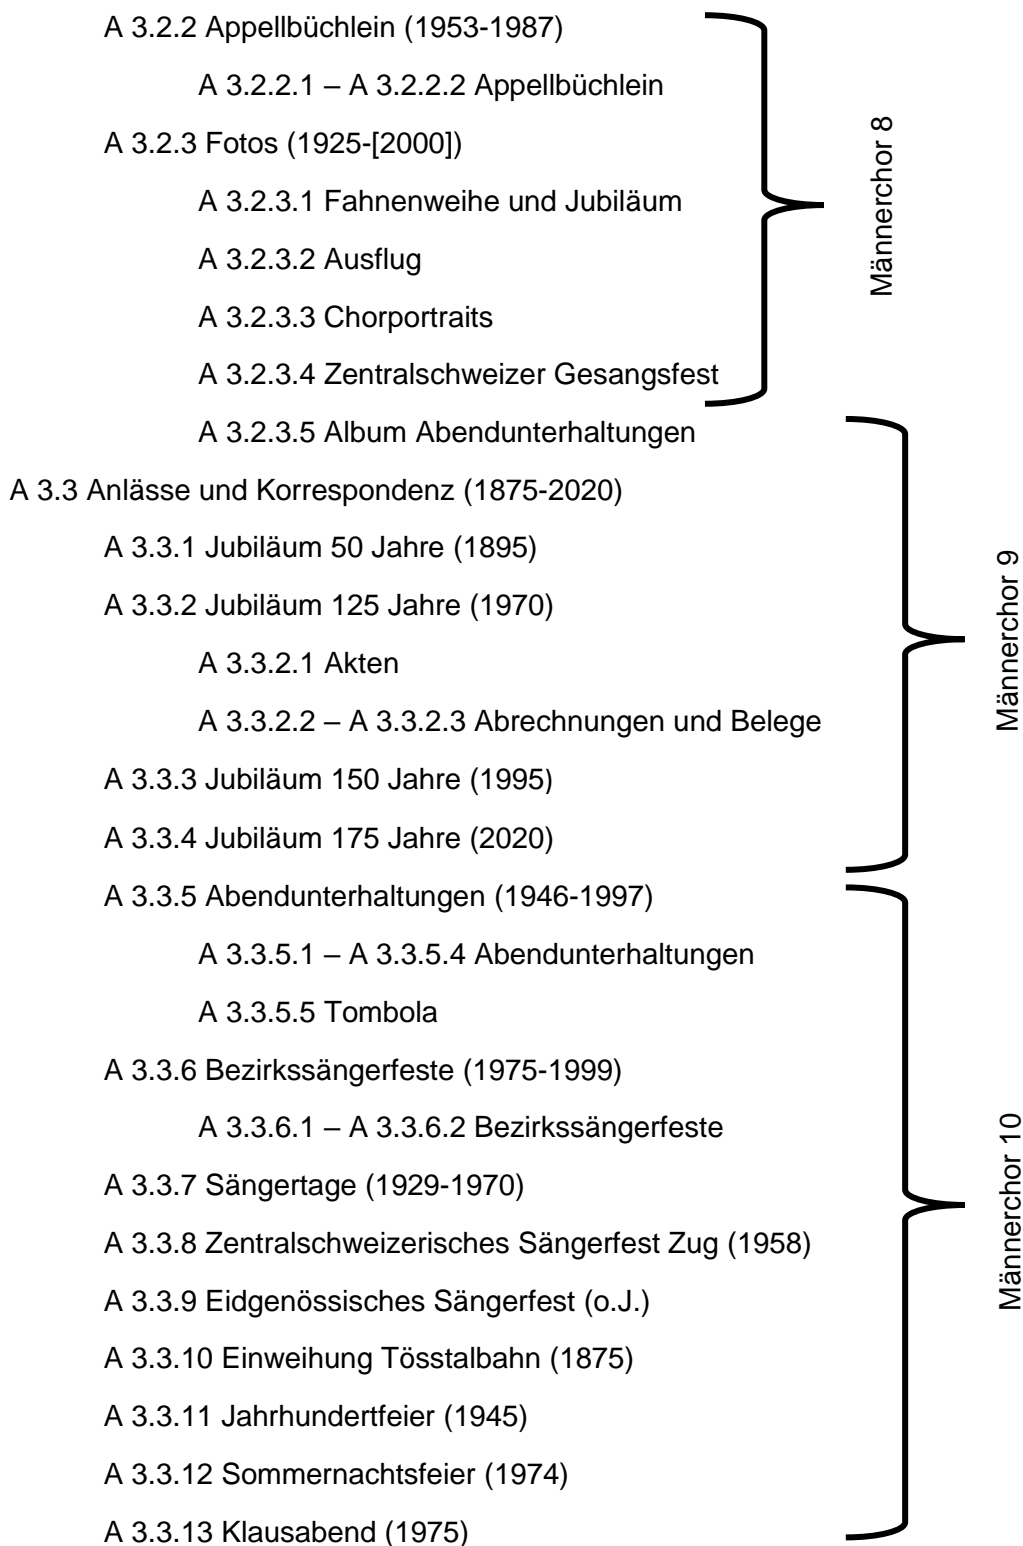 A 3.2.2 Appellbüchlein (1953-1987)
A 3.2.2.1 – A 3.2.2.2 Appellbüchlein
A 3.2.3 Fotos (1925-[2000])
A 3.2.3.1 Fahnenweihe und Jubiläum
A 3.2.3.2 Ausflug
A 3.2.3.3 Chorportraits
A 3.2.3.4 Zentralschweizer Gesangsfest
Männerchor 8
A 3.2.3.5 Album Abendunterhaltungen
A 3.3 Anlässe und Korrespondenz (1875-2020)
A 3.3.1 Jubiläum 50 Jahre (1895)
A 3.3.2 Jubiläum 125 Jahre (1970)
A 3.3.2.1 Akten
A 3.3.2.2 – A 3.3.2.3 Abrechnungen und Belege
A 3.3.3 Jubiläum 150 Jahre (1995)
A 3.3.4 Jubiläum 175 Jahre (2020)
Männerchor 9
A 3.3.5 Abendunterhaltungen (1946-1997)
A 3.3.5.1 – A 3.3.5.4 Abendunterhaltungen
A 3.3.5.5 Tombola
A 3.3.6 Bezirkssängerfeste (1975-1999)
A 3.3.6.1 – A 3.3.6.2 Bezirkssängerfeste
A 3.3.7 Sängertage (1929-1970)
A 3.3.8 Zentralschweizerisches Sängerfest Zug (1958)
A 3.3.9 Eidgenössisches Sängerfest (o.J.)
A 3.3.10 Einweihung Tösstalbahn (1875)
A 3.3.11 Jahrhundertfeier (1945)
A 3.3.12 Sommernachtsfeier (1974)
A 3.3.13 Klausabend (1975)
Männerchor 10